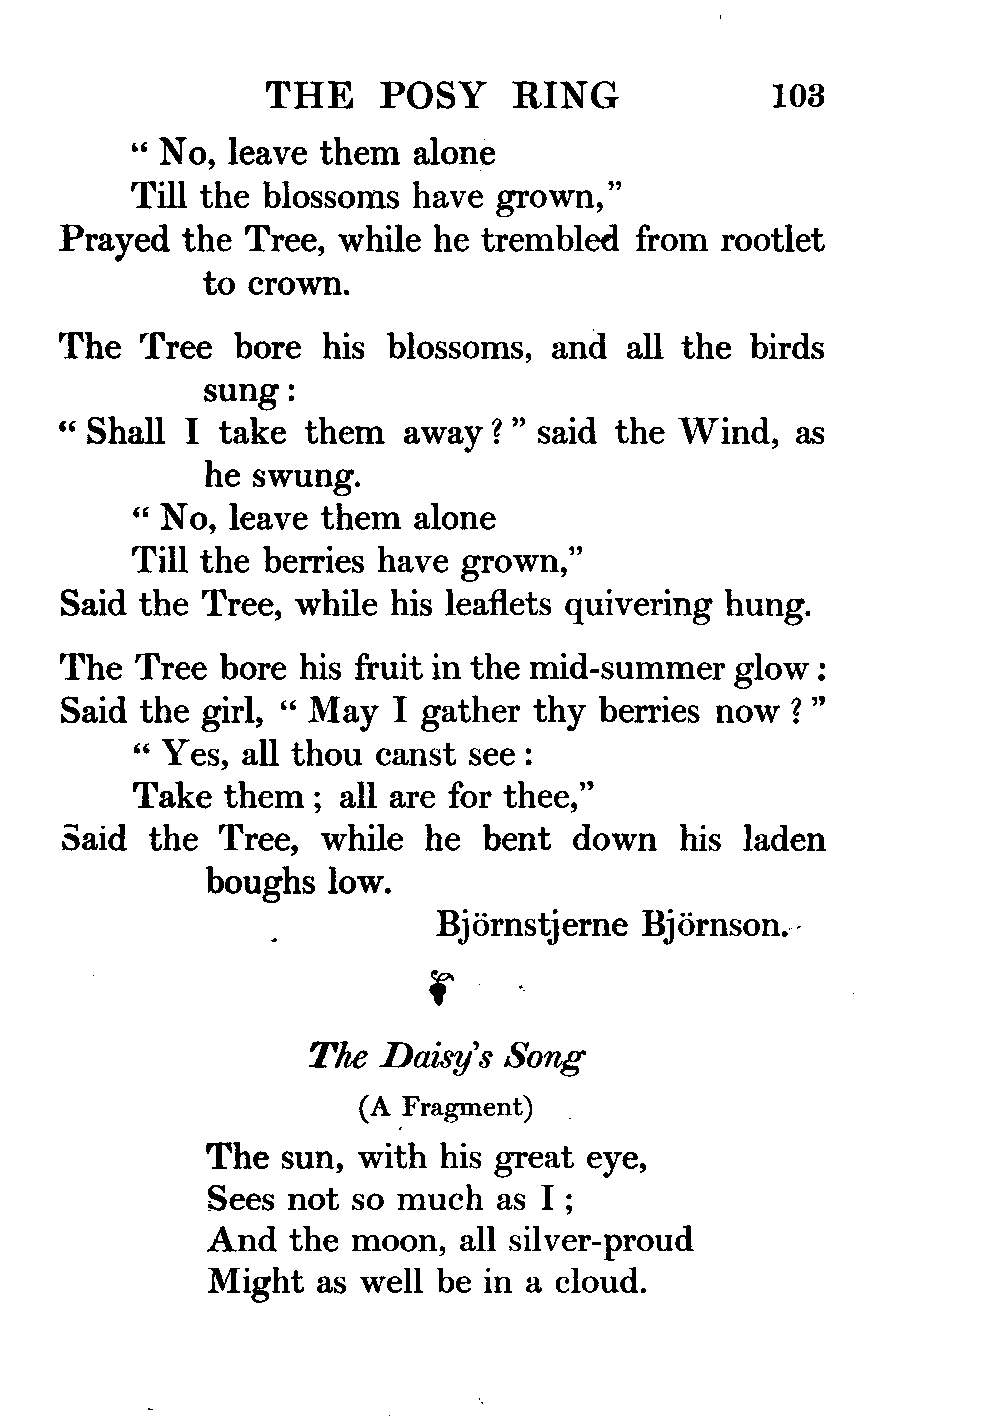 THE POSY RING 103
“ No, leave them alone
Till the blossoms have grown,”
Prayed the Tree, while he trembled from rootlet
to crown.
The Tree bore his blossoms, and all the birds
sung :
“ Shall I take them away ? ” said the Wind, as
he swung.
“ No, leave them alone
Till the berries have grown,”
Said the Tree, while his leaflets quivering hung.
The Tree bore his fruit in the mid-summer glow :
Said the girl, “ May I gather thy berries now ? ”
“ Yes, all thou canst see :
Take them ; all are for thee,”
Said the Tree, while he bent down his laden
boughs low.
Björnstjerne Björnson.
The Daisy’s Song
(A Fragment)
The sun, with his great eye,
Sees not so much as I ;
And the moon, all silver-proud
Might as well be in a cloud.